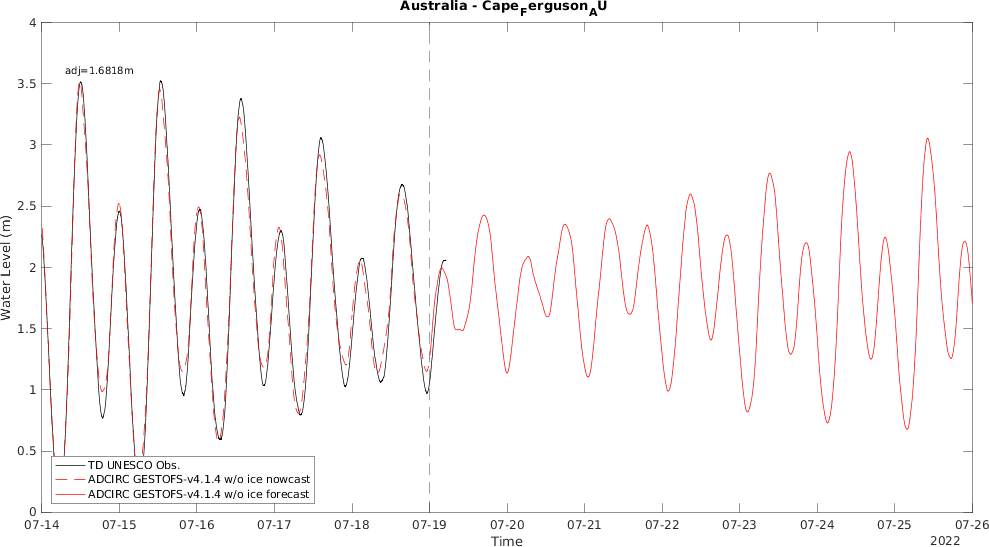 Australia - CapeFergusonAU
adj=1.6818m
Water Level (m)
4
3.5
3
2.5
2
1.5
1
0.5
0
TD UNESCO Obs.
ADCIRC GESTOFS-v4.1.4 w/o ice nowcast
ADCIRC GESTOFS-v4.1.4 w/o ice forecast
07-14 07-15 07-16 07-17 07-18 07-19 07-20 07-21 07-22 07-23 07-24 07-25 07-26
Time
2022